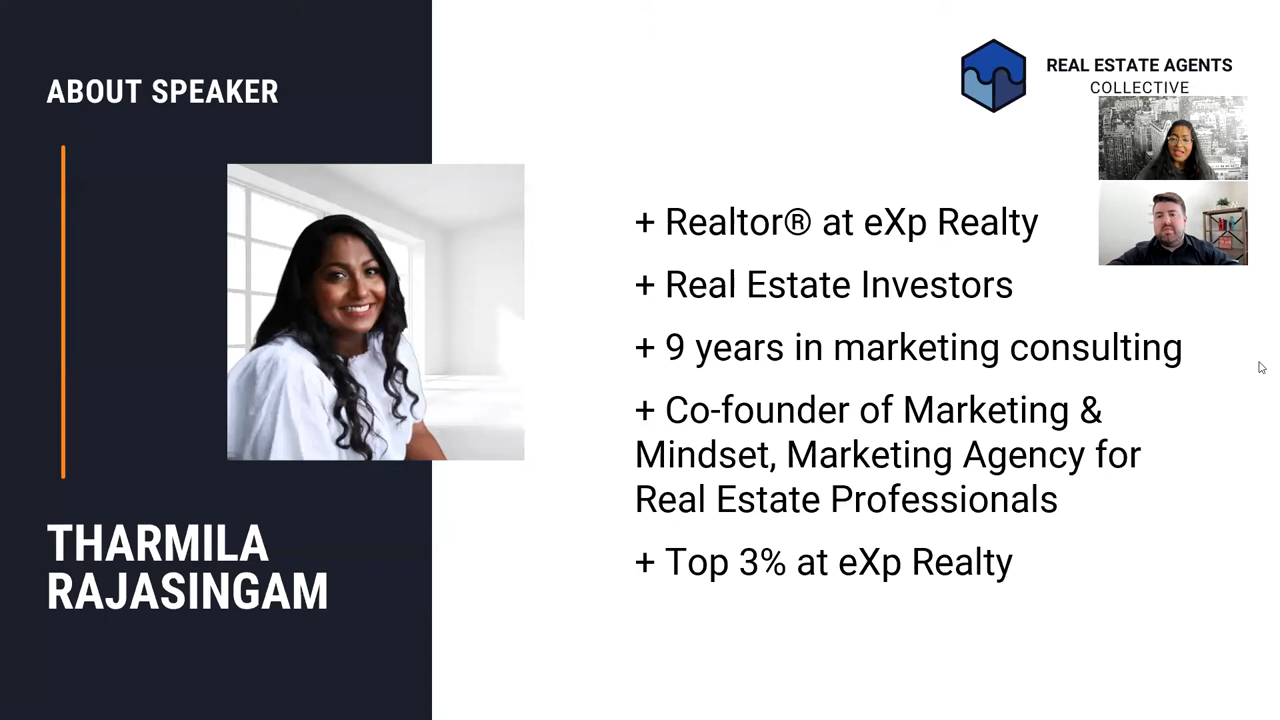 ABOUT SPEAKER
REAL ESTATE AGENTS
COLLECTIVE
+ Realtor® at eXp Realty
+ Real Estate Investors
+ 9 years in marketing consulting
+ Co-founder of Marketing &
Mindset, Marketing Agency for
Real Estate Professionals
+ Top 3% at eXp Realty
THARMILA
RAJASINGAM